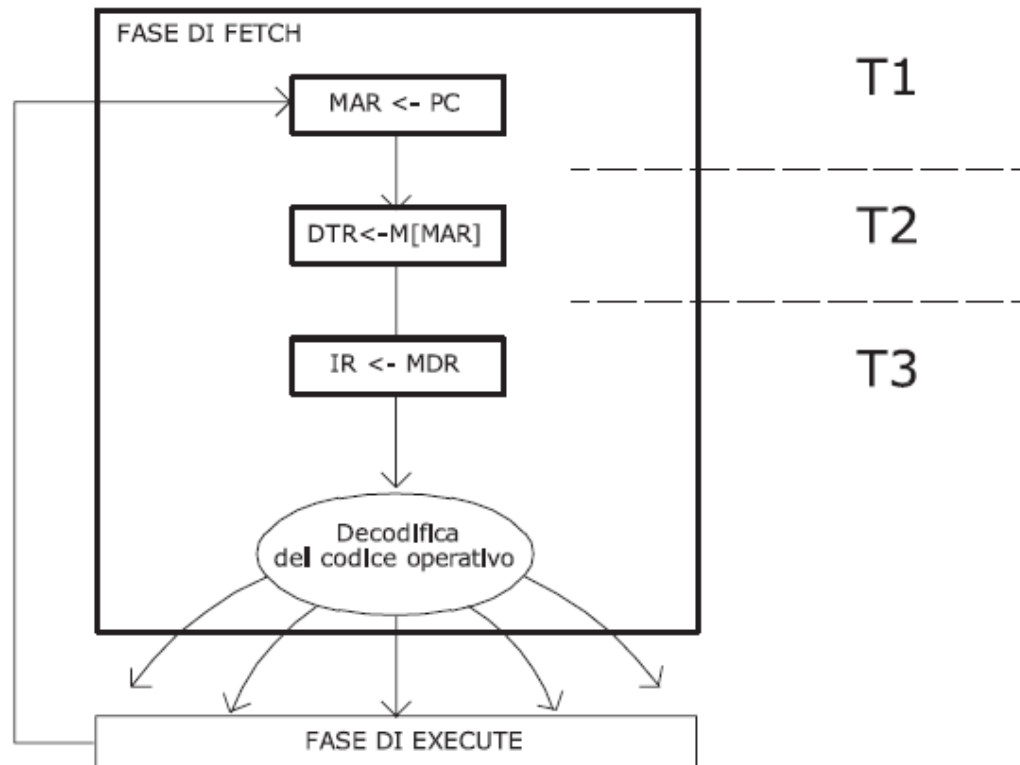 FASE DI FETCH
MAR <- PC
T1
DTR<-M[MAR]
T2
IR <- MDR
T3
Decodifica
del codice operativo
FASE DI EXECUTE